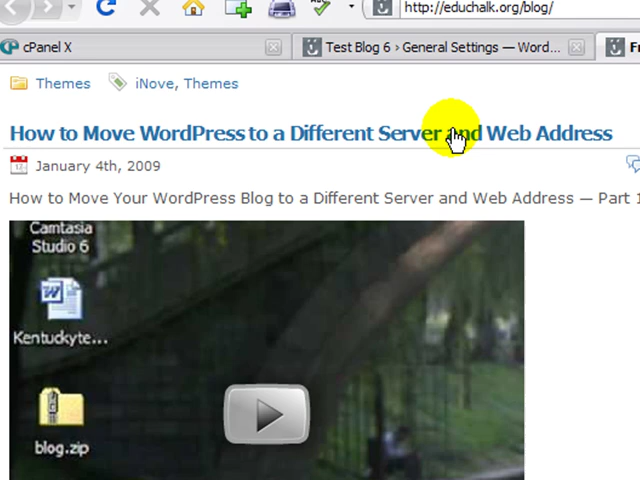 http://educhalk.org/blog/
cPanel X
Test Blog 6 › General Settings — Word...
Themes
iNove, Themes
How to Move WordPress to a Different Server and Web Address
January 4th, 2009
How to Move Your WordPress Blog to a Different Server and Web Address — Part 1
Camtasia
Studio 6
Kentuckyte...
blog.zip